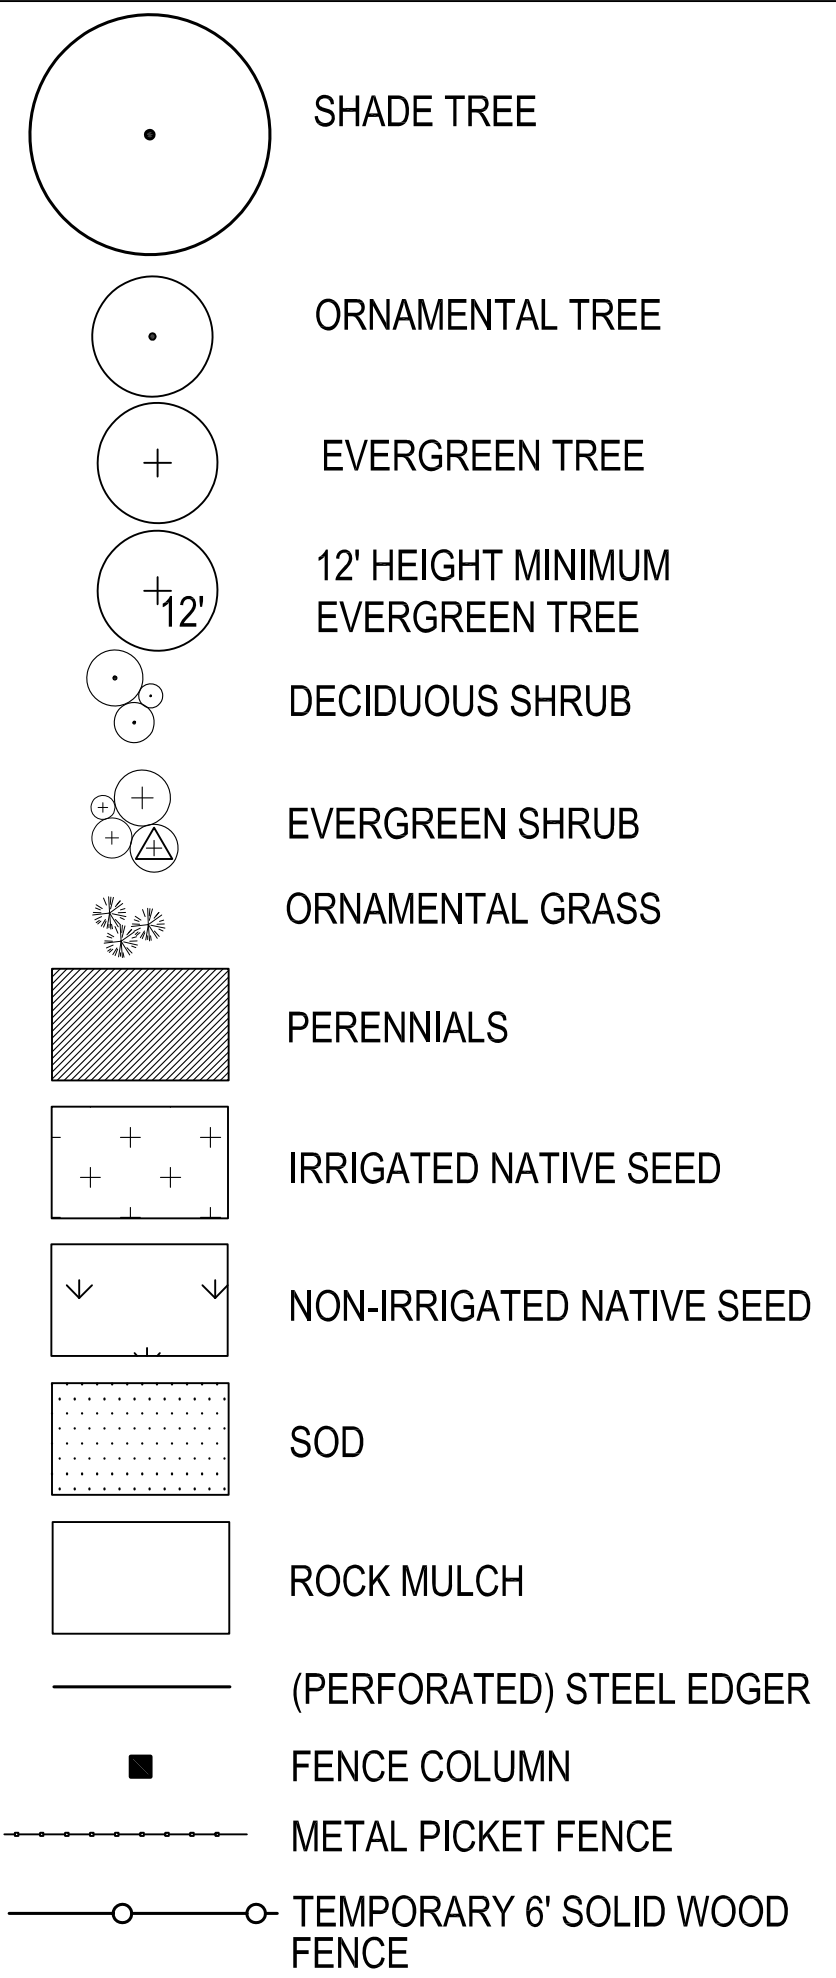 SHADE TREE
ORNAMENTAL TREE
EVERGREEN TREE
12' HEIGHT MINIMUM
EVERGREEN TREE
12'
DECIDUOUS SHRUB
EVERGREEN SHRUB
ORNAMENTAL GRASS
PERENNIALS
IRRIGATED NATIVE SEED
NON-IRRIGATED NATIVE SEED
SOD
ROCK MULCH
(PERFORATED) STEEL EDGER
FENCE COLUMN
METAL PICKET FENCE
TEMPORARY 6' SOLID WOOD
FENCE